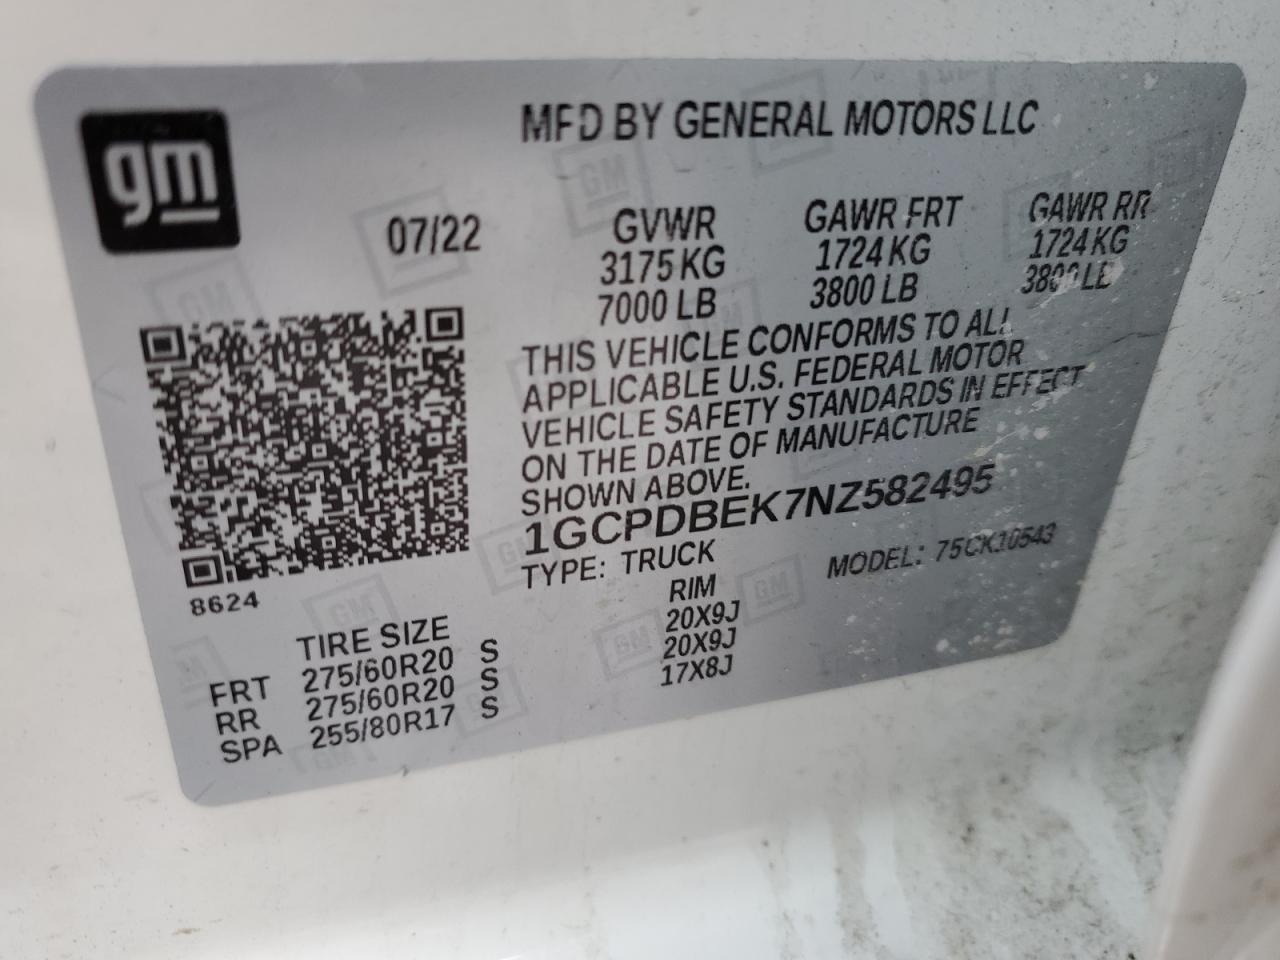 gm
MFD BY GENERAL MOTORS LLC
07/22
GVWR GAWR FRT GAWR RR
3175 KG 1724 KG 1724 KG
7000 LB 3800 LB 3800 LB
THIS VEHICLE CONFORMS TO ALL
APPLICABLE U.S. FEDERAL MOTOR
VEHICLE SAFETY STANDARDS IN EFFECT
ON THE DATE OF MANUFACTURE
SHOWN ABOVE.
1GCPDBEK7NZ582495
TYPE: TRUCK MODEL: 75CK10543
8624
TIRE SIZE RIM
FRT 275/60R20 S 20X9J
RR 275/60R20 S 20X9J
SPA 255/80R17 S 17X8J